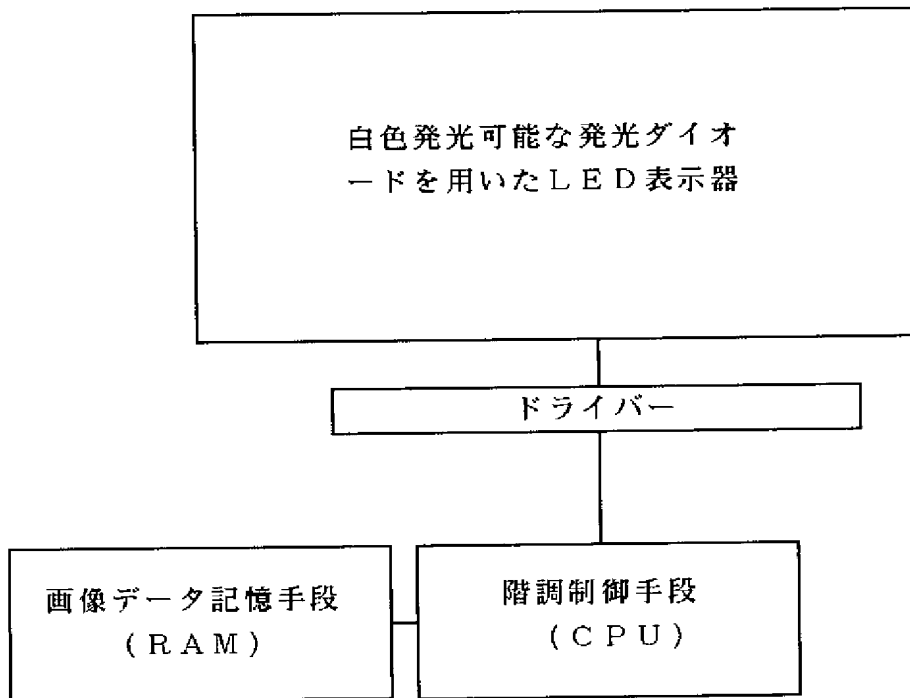 白色発光可能な発光ダイオ
ードを用いたLED表示器
ドライバー
画像データ記憶手段
(RAM)
階調制御手段
(CPU)